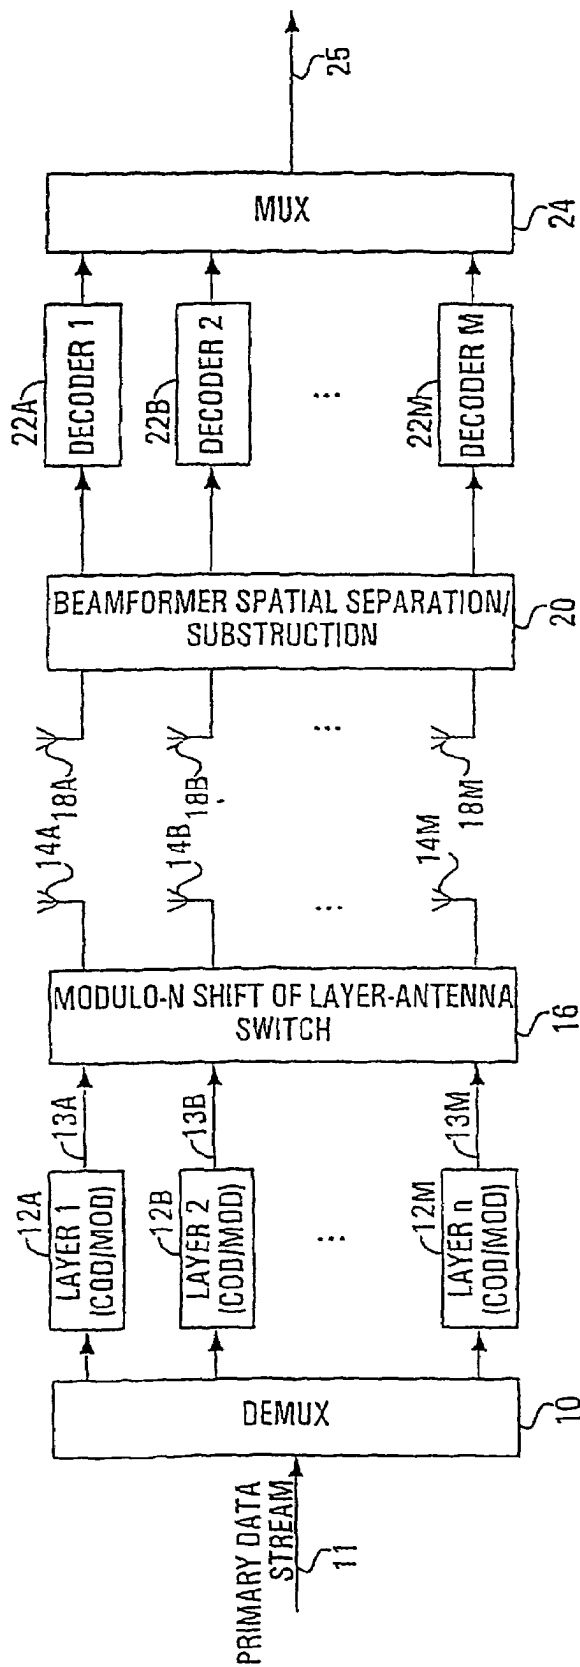 PRIMARY DATA
STREAM
11
DEMUX
10
12A
LAYER 1
(COD/MOD)
13A
12B
LAYER 2
(COD/MOD)
13B
...
12M
LAYER n
(COD/MOD)
13M
MODULO-N SHIFT OF LAYER-ANTENNA
SWITCH
16
14A
14B
...
14M
18A
18B
...
18M
BEAMFORMER SPATIAL SEPARATION/
SUBSTRUCTION
20
22A
DECODER 1
22B
DECODER 2
...
22M
DECODER M
MUX
24
25